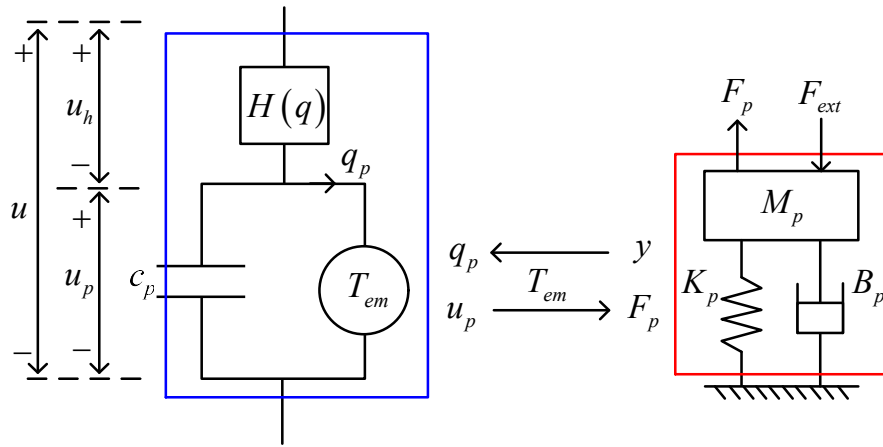 +
+
u_h
H(q)
−
q_p
u
+
u_p
c_p
T_em
−
−
q_p
y
T_em
u_p
F_p
F_p
F_ext
M_p
K_p
B_p